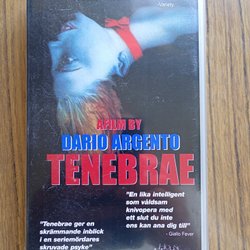 Variety
A FILM BY
DARIO ARGENTO
TENEBRAE
"Tenebrae ger en
skrämmande inblick
i en seriemördares
skruvade psyke"
"En lika intelligent
som våldsam
knivopera med
ett slut du inte
ens kan ana dig till!"
- Giallo Fever